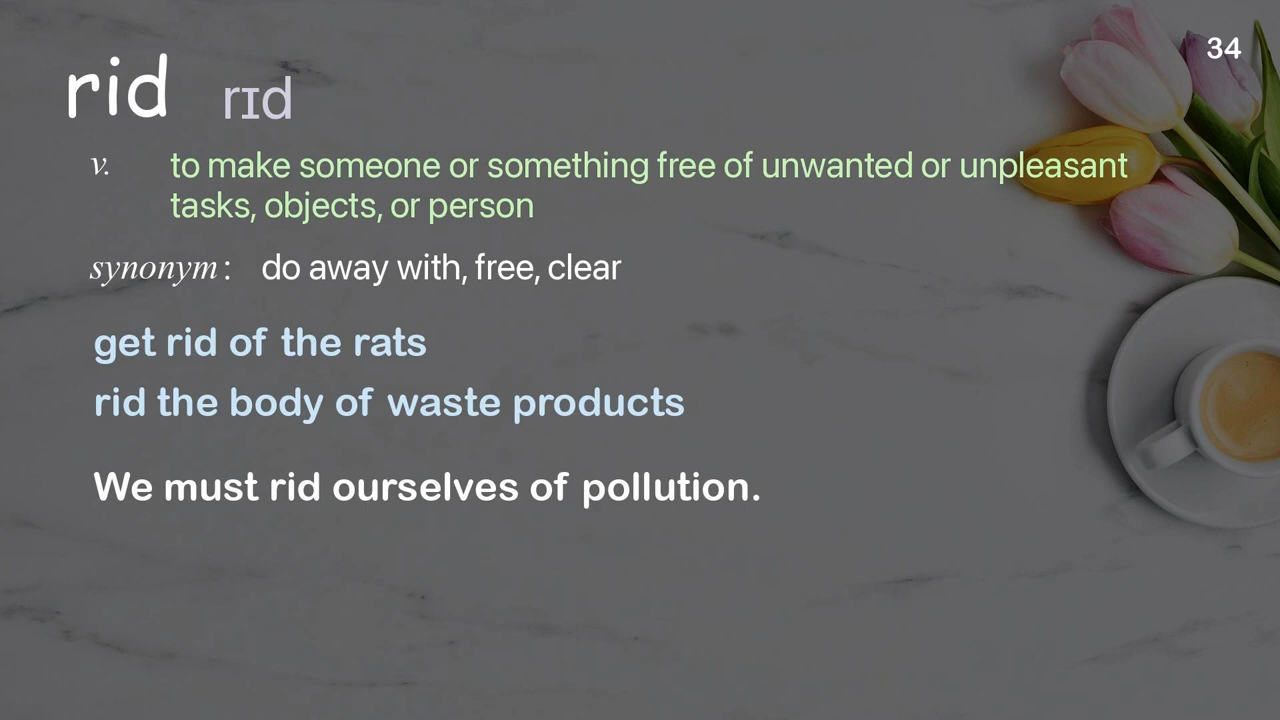 34
rid rɪd
v. to make someone or something free of unwanted or unpleasant
tasks, objects, or person
synonym: do away with, free, clear
get rid of the rats
rid the body of waste products
We must rid ourselves of pollution.